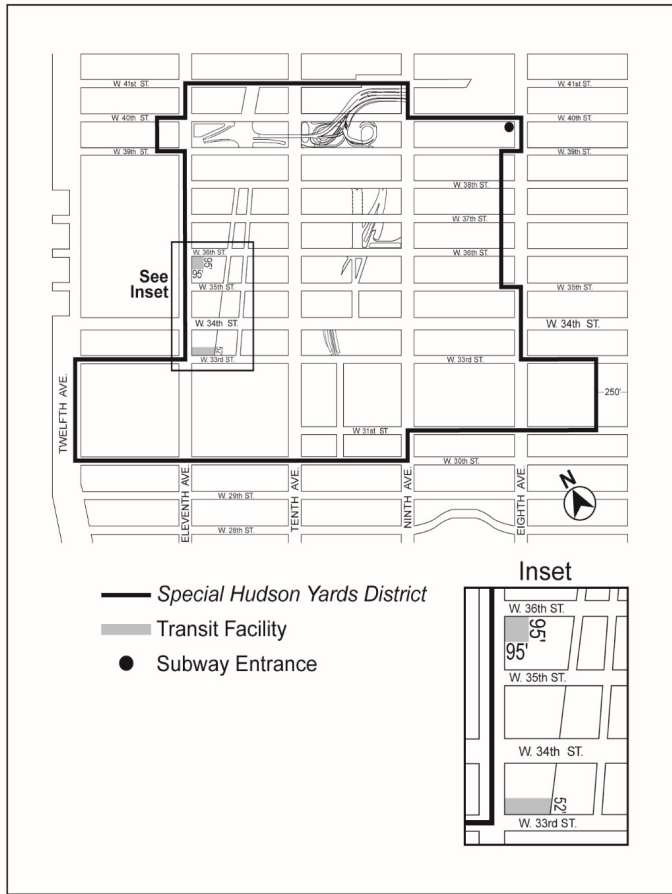 W. 41st ST.
W. 41st ST.
W. 40th ST.
W. 40th ST.
W. 39th ST.
W. 39th ST.
W. 38th ST.
W. 37th ST.
W. 36th ST.
W. 36th ST.
95'
95'
See
Inset
W. 35th ST.
W. 35th ST.
W. 34th ST.
W. 34th ST.
52'
W. 33rd ST.
W. 33rd ST.
250'
TWELFTH AVE.
W. 31st ST.
W. 30th ST.
ELEVENTH AVE.
TENTH AVE.
NINTH AVE.
EIGHTH AVE.
N
W. 29th ST.
W. 28th ST.
Special Hudson Yards District
Transit Facility
Subway Entrance
Inset
W. 36th ST.
95'
95'
W. 35th ST.
W. 34th ST.
52'
W. 33rd ST.